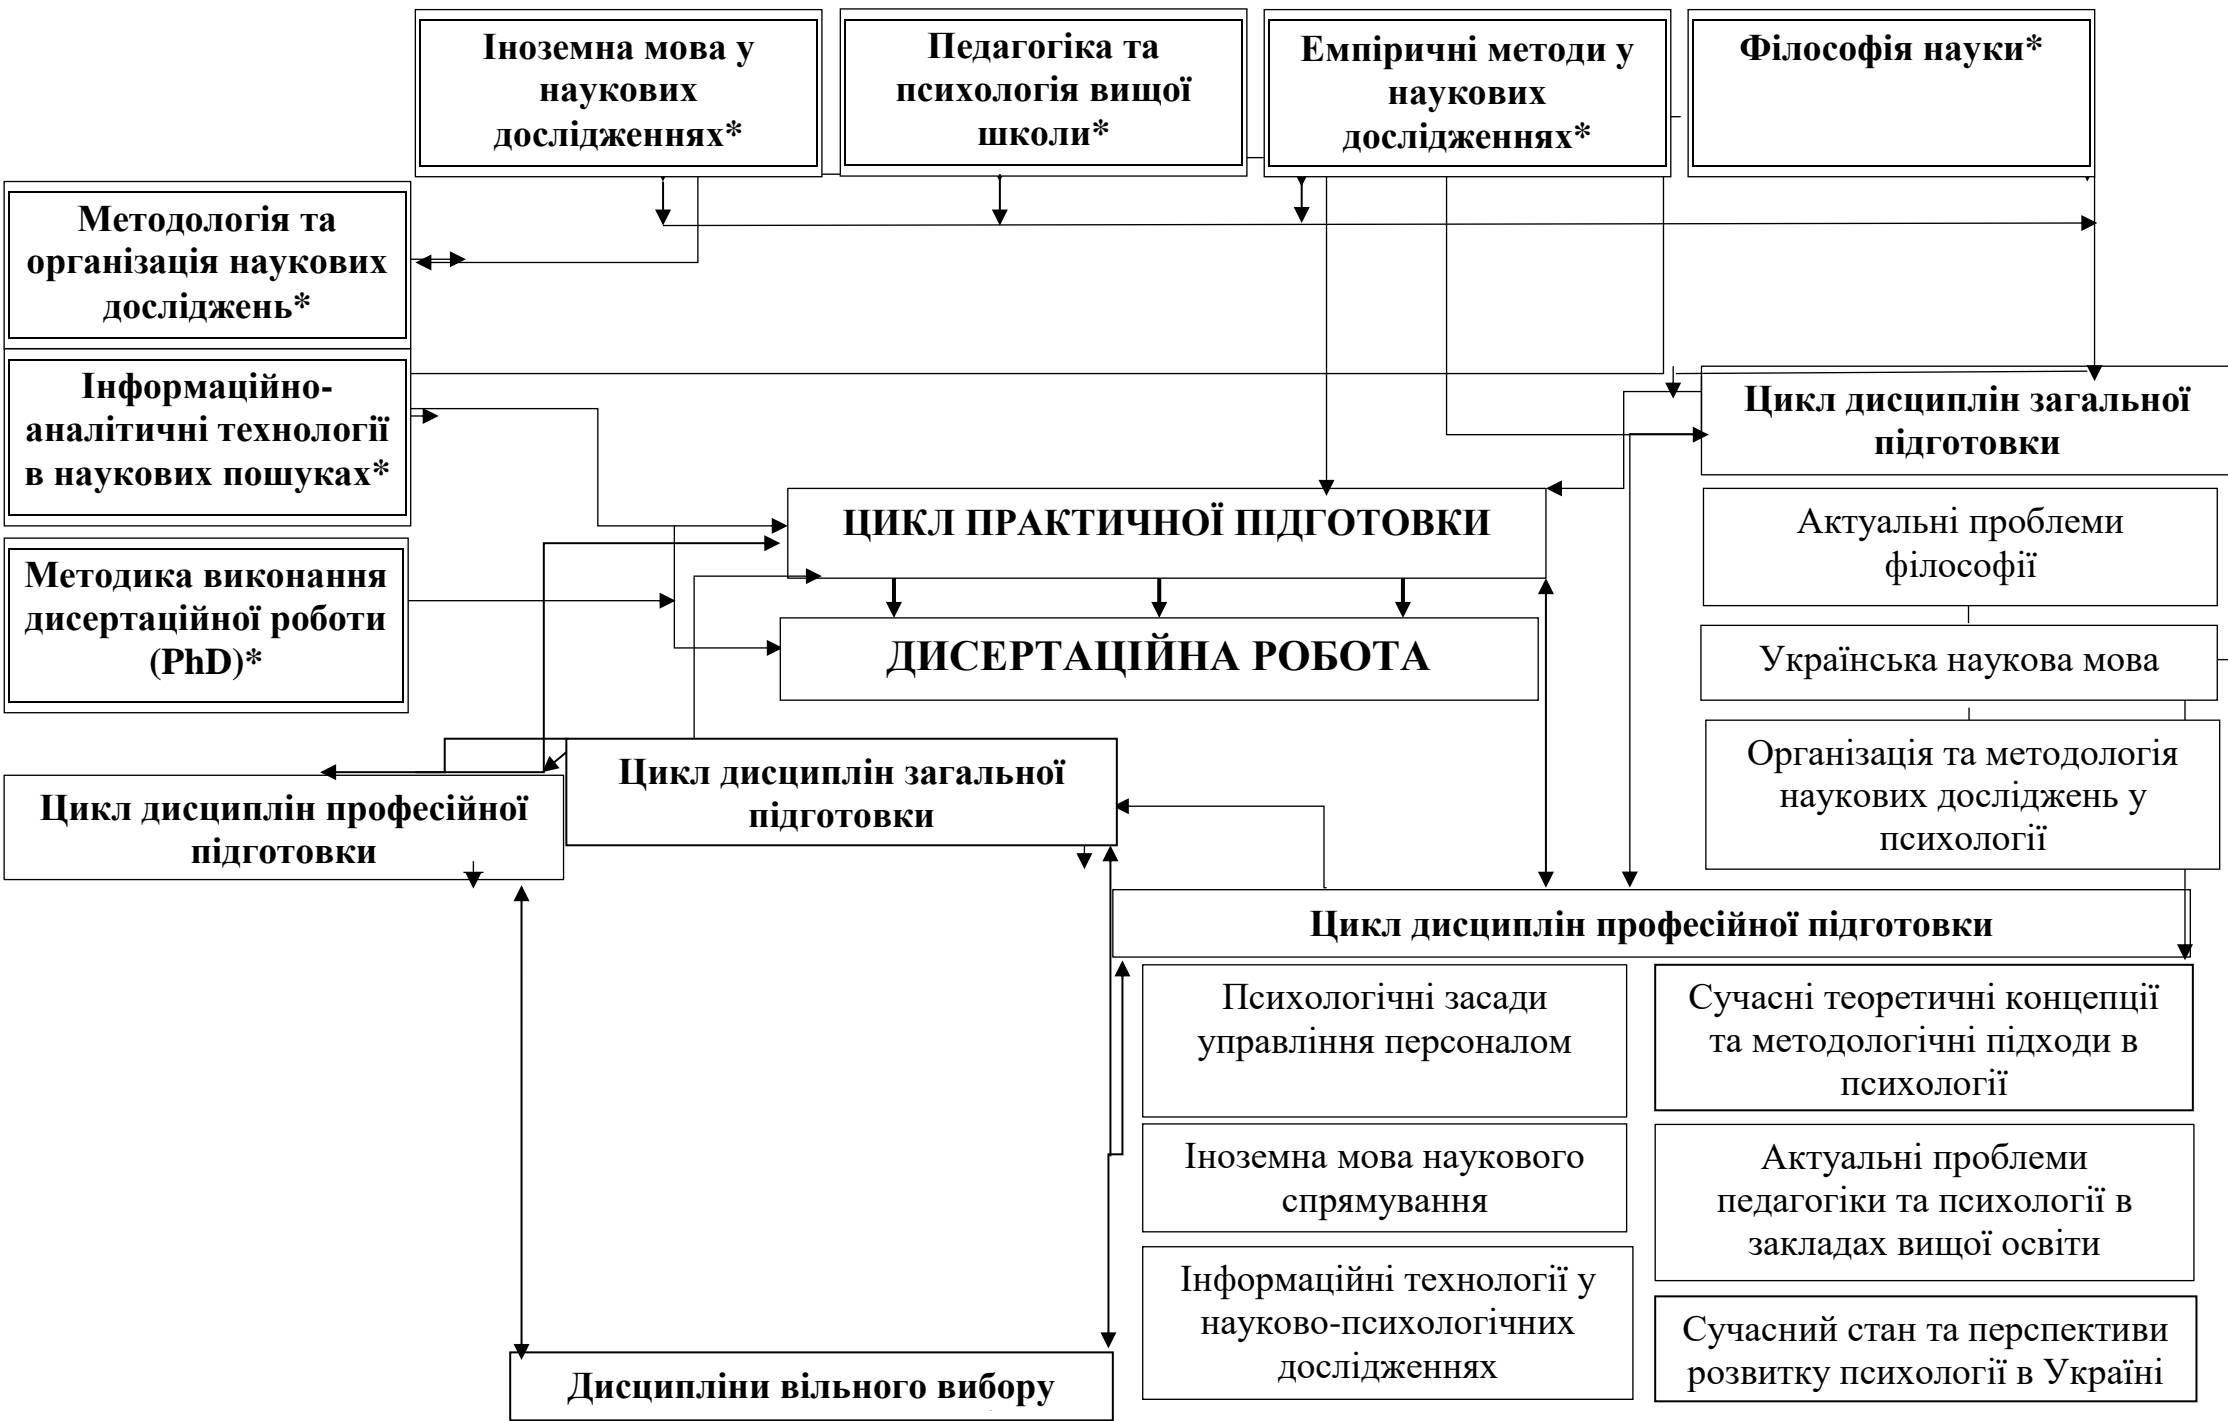 Іноземна мова у
наукових
дослідженнях*
Педагогіка та
психологія вищої
школи*
Емпіричні методи у
наукових
дослідженнях*
Філософія науки*
Методологія та
організація наукових
досліджень*
Інформаційно-
аналітичні технології
в наукових пошуках*
Методика виконання
дисертаційної роботи
(PhD)*
Цикл дисциплін загальної
підготовки
Актуальні проблеми
філософії
Українська наукова мова
Організація та методологія
наукових досліджень у
психології
ЦИКЛ ПРАКТИЧНОЇ ПІДГОТОВКИ
ДИСЕРТАЦІЙНА РОБОТА
Цикл дисциплін професійної
підготовки
Цикл дисциплін загальної
підготовки
Цикл дисциплін професійної підготовки
Психологічні засади
управління персоналом
Іноземна мова наукового
спрямування
Інформаційні технології у
науково-психологічних
дослідженнях
Сучасні теоретичні концепції
та методологічні підходи в
психології
Актуальні проблеми
педагогіки та психології в
закладах вищої освіти
Сучасний стан та перспективи
розвитку психології в Україні
Дисципліни вільного вибору